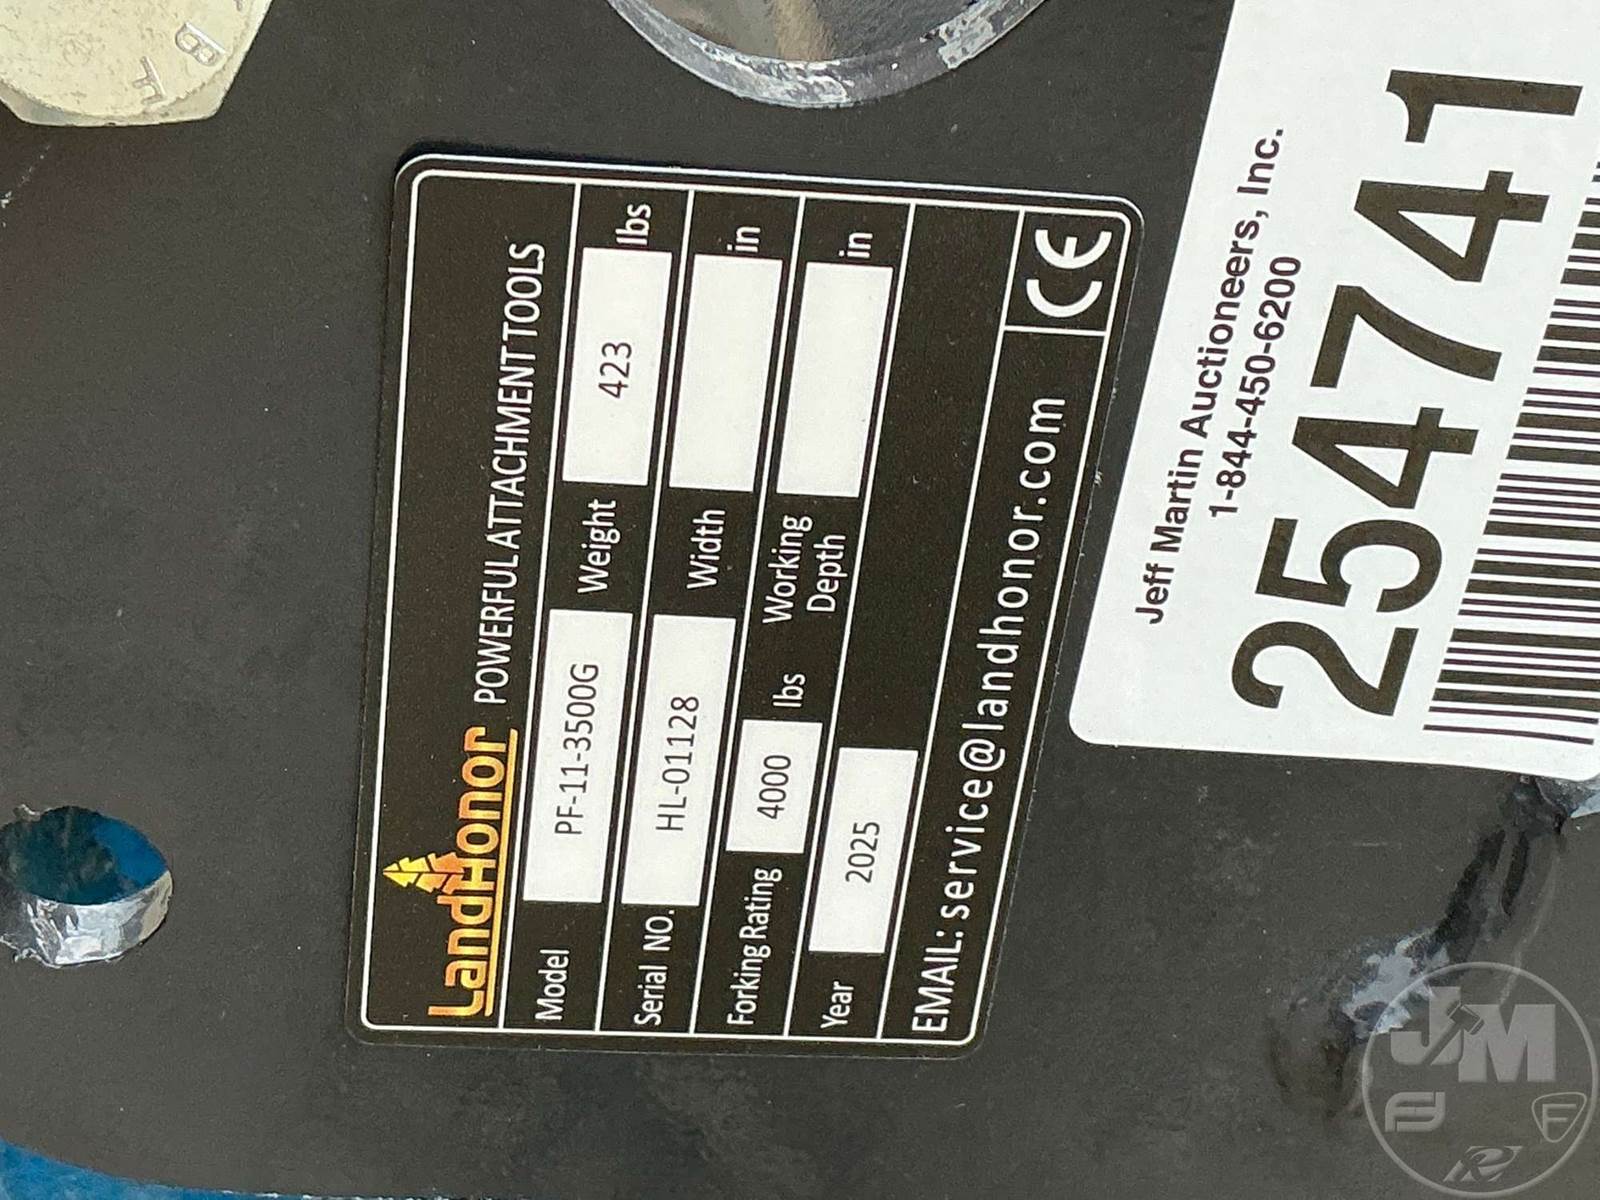 LandHonor POWERFUL ATTACHMENT TOOLS
Model PF-11-3500G Weight 423 lbs
Serial NO. HL-01128 Width in
Forking Rating 4000 lbs Working Depth in
Year 2025
EMAIL: service@landhonor.com CE
Jeff Martin Auctioneers, Inc.
1-844-450-6200
254741
JM